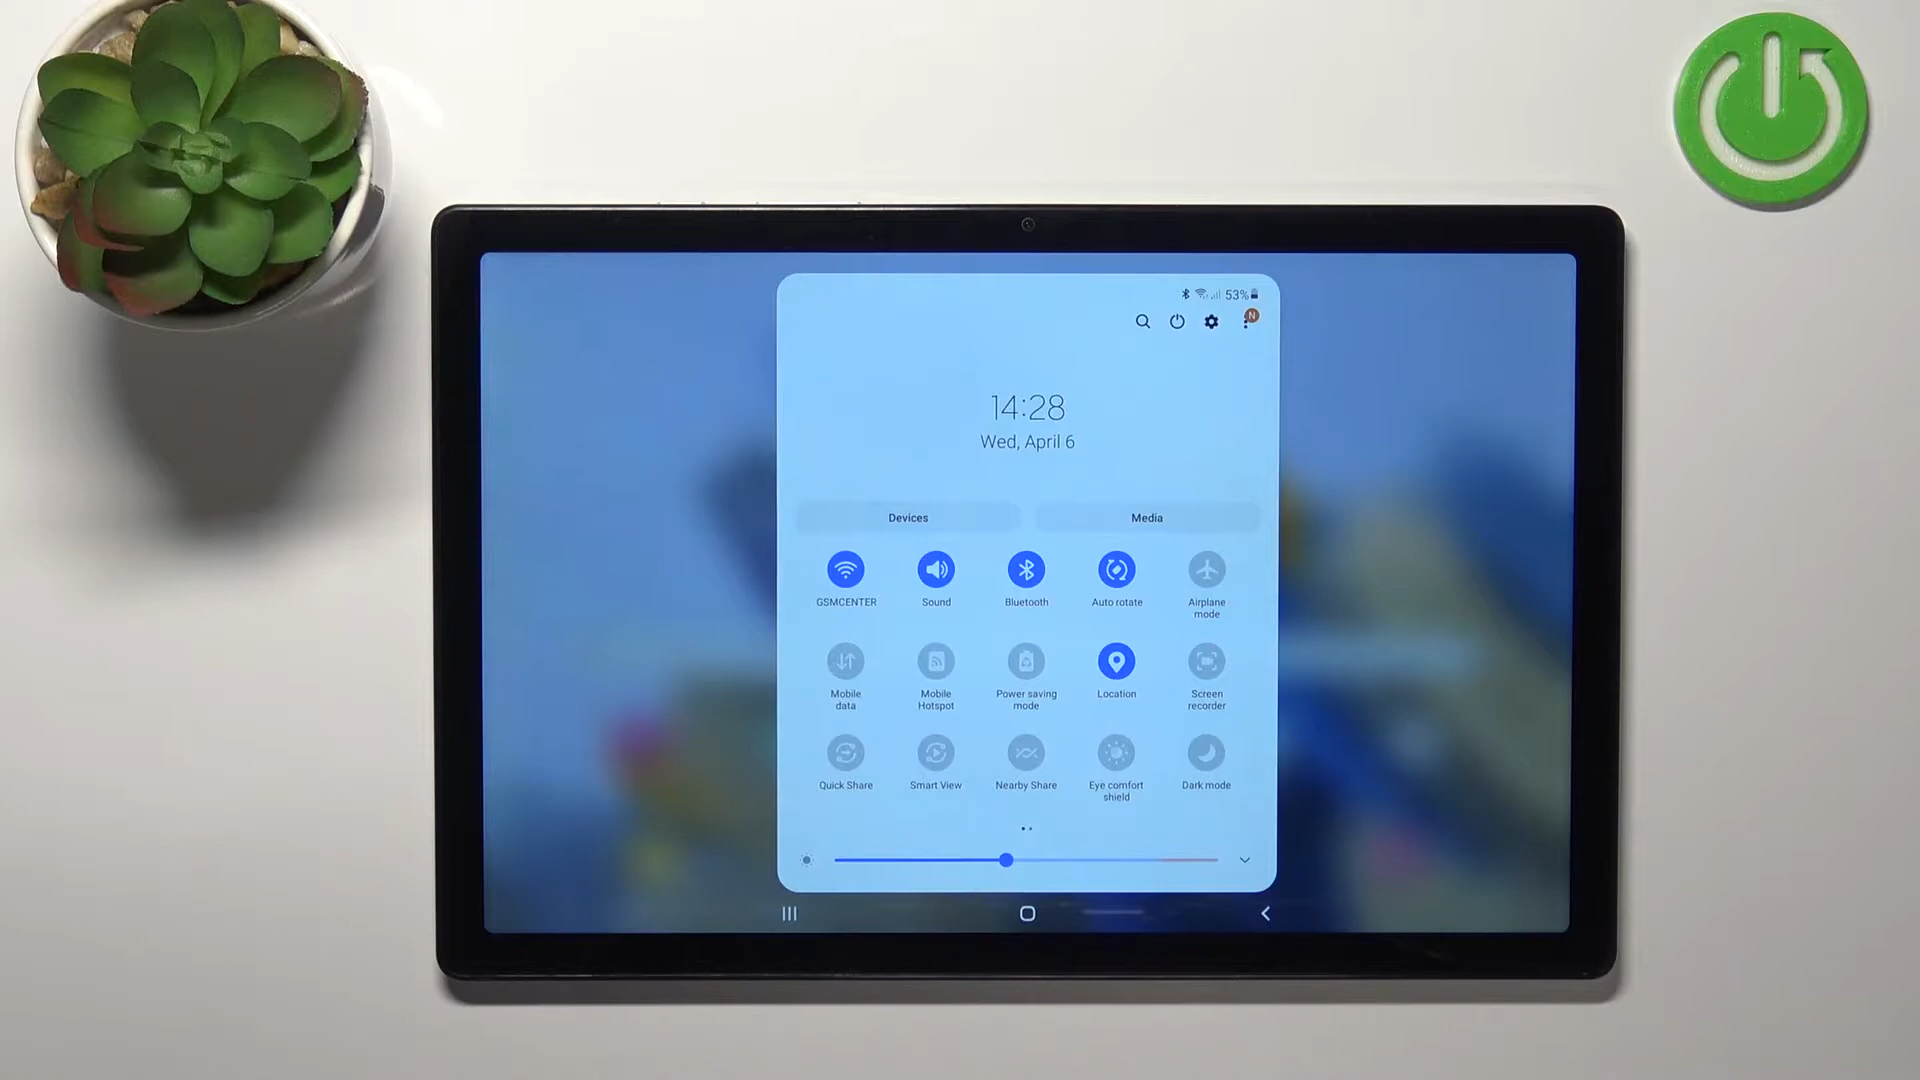 53%
N
14:28
Wed, April 6
Devices Media
GSMCENTER Sound Bluetooth Auto rotate Airplane
mode
Mobile
data Mobile
Hotspot Power saving
mode Location Screen
recorder
Quick Share Smart View Nearby Share Eye comfort
shield Dark mode